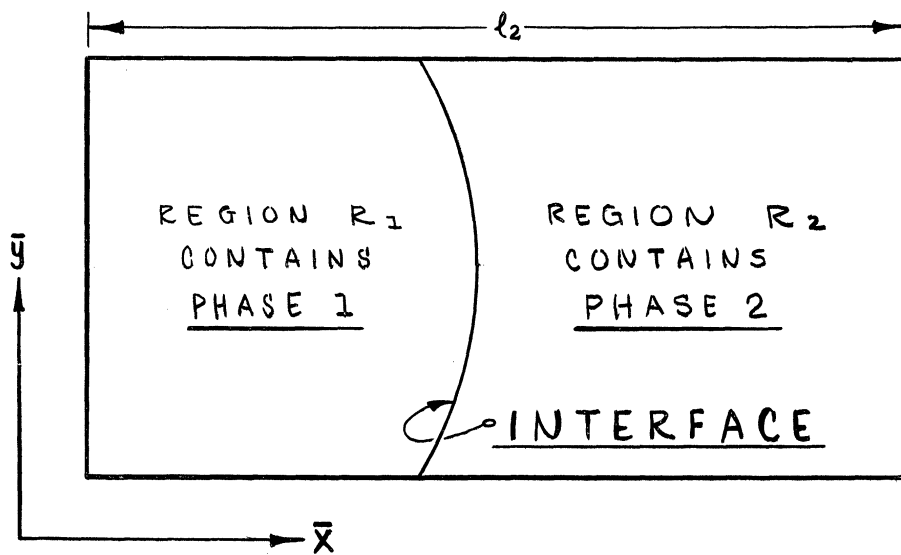 ℓ₂
REGION R₁
CONTAINS
PHASE 1
REGION R₂
CONTAINS
PHASE 2
ȳ
INTERFACE
x̄